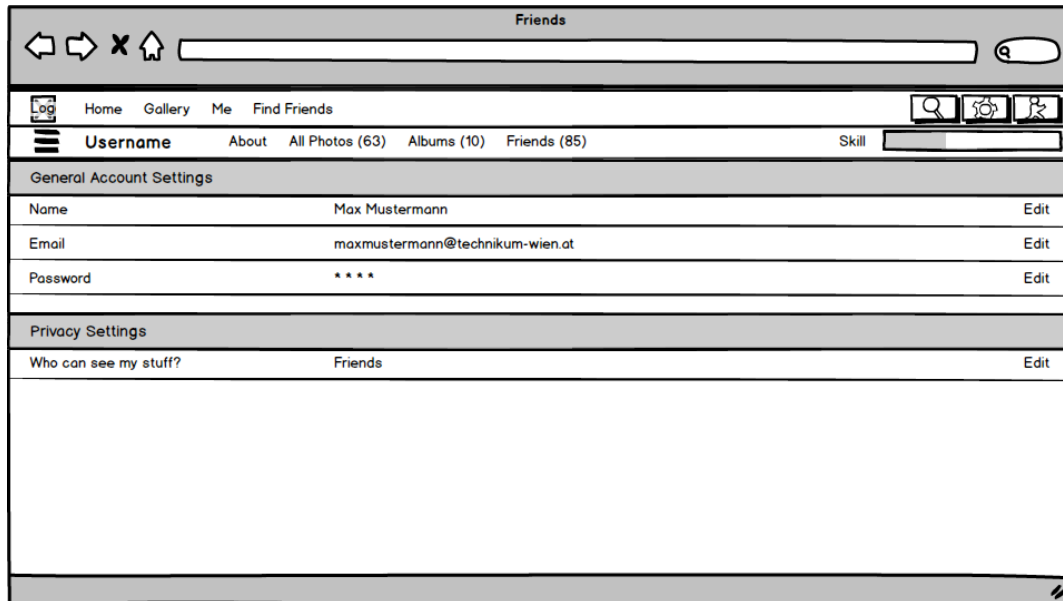 Friends
Log
Home Gallery Me Find Friends
Username About All Photos (63) Albums (10) Friends (85) Skill
General Account Settings
Name Max Mustermann Edit
Email maxmustermann@technikum-wien.at Edit
Password **** Edit
Privacy Settings
Who can see my stuff? Friends Edit